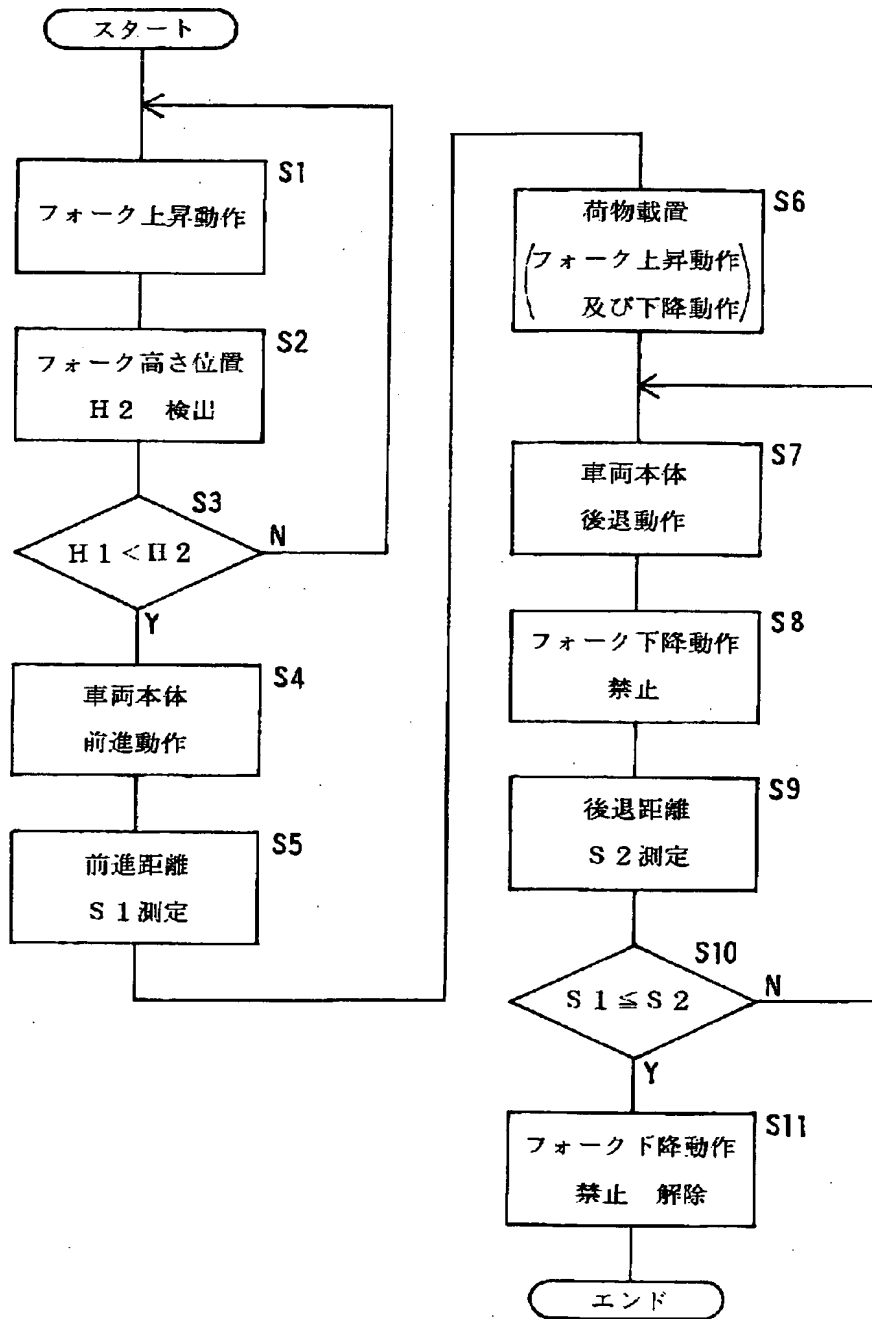 スタート
S1
フォーク上昇動作
S2
フォーク高さ位置
H2 検出
S3
H1<H2
N
Y
S4
車両本体
前進動作
S5
前進距離
S1測定
S6
荷物載置
(フォーク上昇動作
及び下降動作)
S7
車両本体
後退動作
S8
フォーク下降動作
禁止
S9
後退距離
S2測定
S10
S1≦S2
N
Y
S11
フォーク下降動作
禁止 解除
エンド